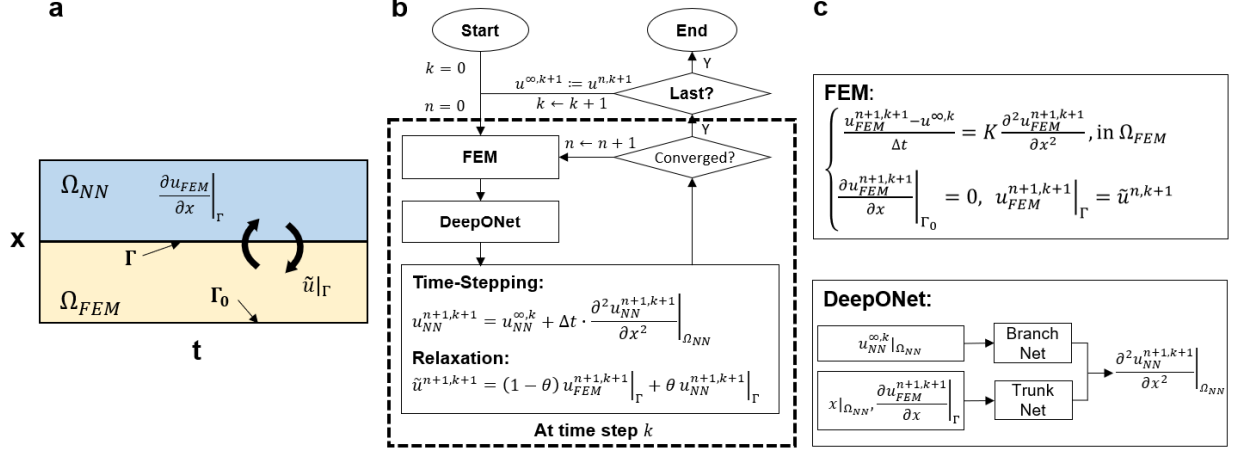 a
Ω_NN
∂u_FEM/∂x|_Γ
x
Γ
ũ|_Γ
Ω_FEM
Γ₀
t
b
Start
End
k = 0
Y
u^{∞,k+1} := u^{n,k+1}
Last?
k ← k + 1
n = 0
Y
n ← n + 1
FEM
Converged?
DeepONet
Time-Stepping:
u_NN^{n+1,k+1} = u_NN^{∞,k} + Δt · ∂²u_NN^{n+1,k+1}/∂x²|_{Ω_NN}
Relaxation:
ũ^{n+1,k+1} = (1 − θ) u_FEM^{n+1,k+1}|_Γ + θ u_NN^{n+1,k+1}|_Γ
At time step k
c
FEM:
{ (u_FEM^{n+1,k+1} − u^{∞,k})/Δt = K ∂²u_FEM^{n+1,k+1}/∂x², in Ω_FEM
∂u_FEM^{n+1,k+1}/∂x|_{Γ₀} = 0, u_FEM^{n+1,k+1}|_Γ = ũ^{n,k+1}
DeepONet:
u_NN^{∞,k}|_{Ω_NN}
Branch
Net
x|_{Ω_NN}, ∂u_FEM^{n+1,k+1}/∂x|_Γ
Trunk
Net
∂²u_NN^{n+1,k+1}/∂x²|_{Ω_NN}